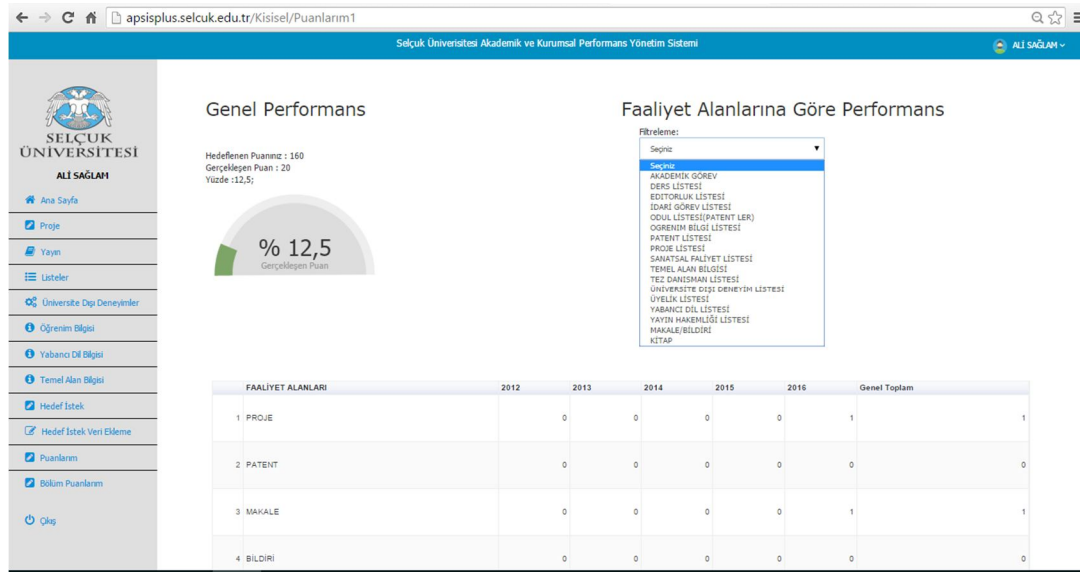 apsisplus.selcuk.edu.tr/Kisisel/Puanlarım1
Selçuk Üniverisitesi Akademik ve Kurumsal Performans Yönetim Sistemi
ALİ SAĞLAM
SELÇUK
ÜNİVERSİTESİ
ALİ SAĞLAM
Ana Sayfa
Proje
Yayın
Listeler
Üniversite Dışı Deneyimler
Öğrenim Bilgisi
Yabancı Dil Bilgisi
Temel Alan Bilgisi
Hedef İstek
Hedef İstek Veri Ekleme
Puanlarım
Bölüm Puanlarım
Çıkış
Genel Performans
Hedeflenen Puanınız : 160
Gerçekleşen Puan : 20
Yüzde :12,5;
% 12,5
Gerçekleşen Puan
Faaliyet Alanlarına Göre Performans
Filtreleme:
Seçiniz
Seçiniz
AKADEMİK GÖREV
DERS LİSTESİ
EDITORLUK LİSTESİ
İDARİ GÖREV LİSTESİ
ODUL LİSTESİ(PATENT LER)
OGRENIM BİLGİ LİSTESİ
PATENT LİSTESİ
PROJE LİSTESİ
SANATSAL FALİYET LİSTESİ
TEMEL ALAN BİLGİSİ
TEZ DANISMAN LİSTESİ
ÜNİVERSİTE DIŞI DENEYİM LİSTESİ
ÜYELİK LİSTESİ
YABANCI DİL LİSTESİ
YAYIN HAKEMLİĞİ LİSTESİ
MAKALE/BİLDİRİ
KİTAP
FAALİYET ALANLARI 2012 2013 2014 2015 2016 Genel Toplam
1 PROJE 0 0 0 0 1 1
2 PATENT 0 0 0 0 0 0
3 MAKALE 0 0 0 0 1 1
4 BİLDİRİ 0 0 0 0 0 0